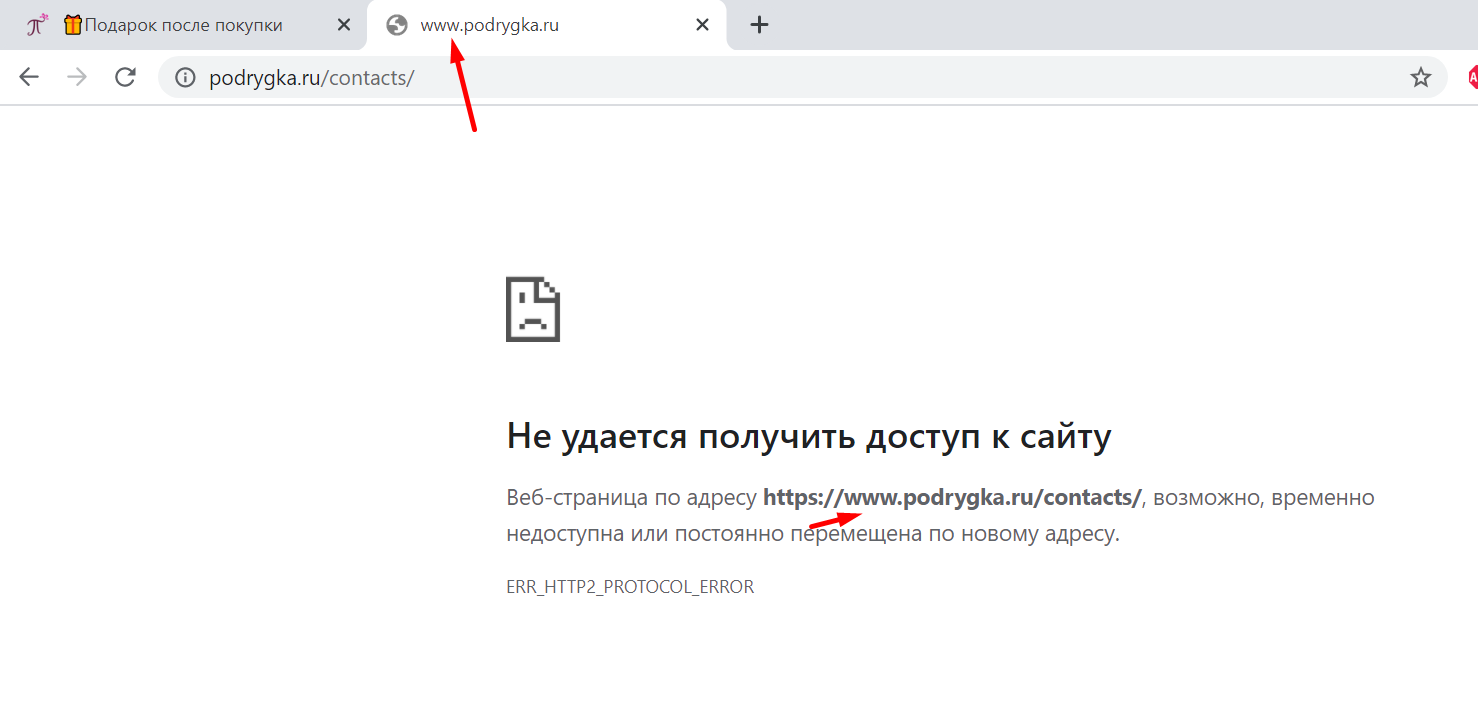 🎁Подарок после покупки
www.podrygka.ru
podrygka.ru/contacts/
Не удается получить доступ к сайту
Веб-страница по адресу https://www.podrygka.ru/contacts/, возможно, временно
недоступна или постоянно перемещена по новому адресу.
ERR_HTTP2_PROTOCOL_ERROR